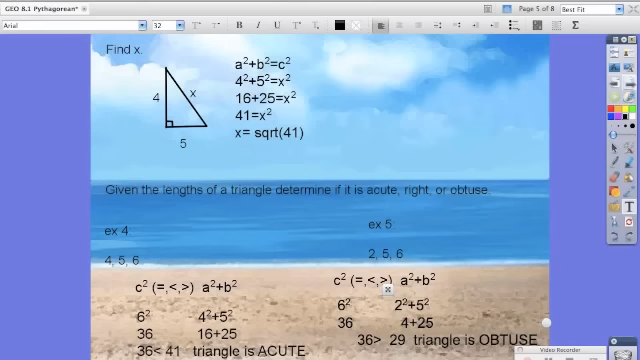 GEO 8.1 Pythagorean*
Page 5 of 8
Best Fit
Arial
32
B I U
Find x.
4
x
5
a²+b²=c²
4²+5²=x²
16+25=x²
41=x²
x= sqrt(41)
Given the lengths of a triangle determine if it is acute, right, or obtuse
ex 4
4, 5, 6
c² (=,<,>) a²+b²
6² 4²+5²
36 16+25
36< 41 triangle is ACUTE
ex 5
2, 5, 6
c² (=,<,>) a²+b²
6² 2²+5²
36 4+25
36> 29 triangle is OBTUSE
Video Recorder